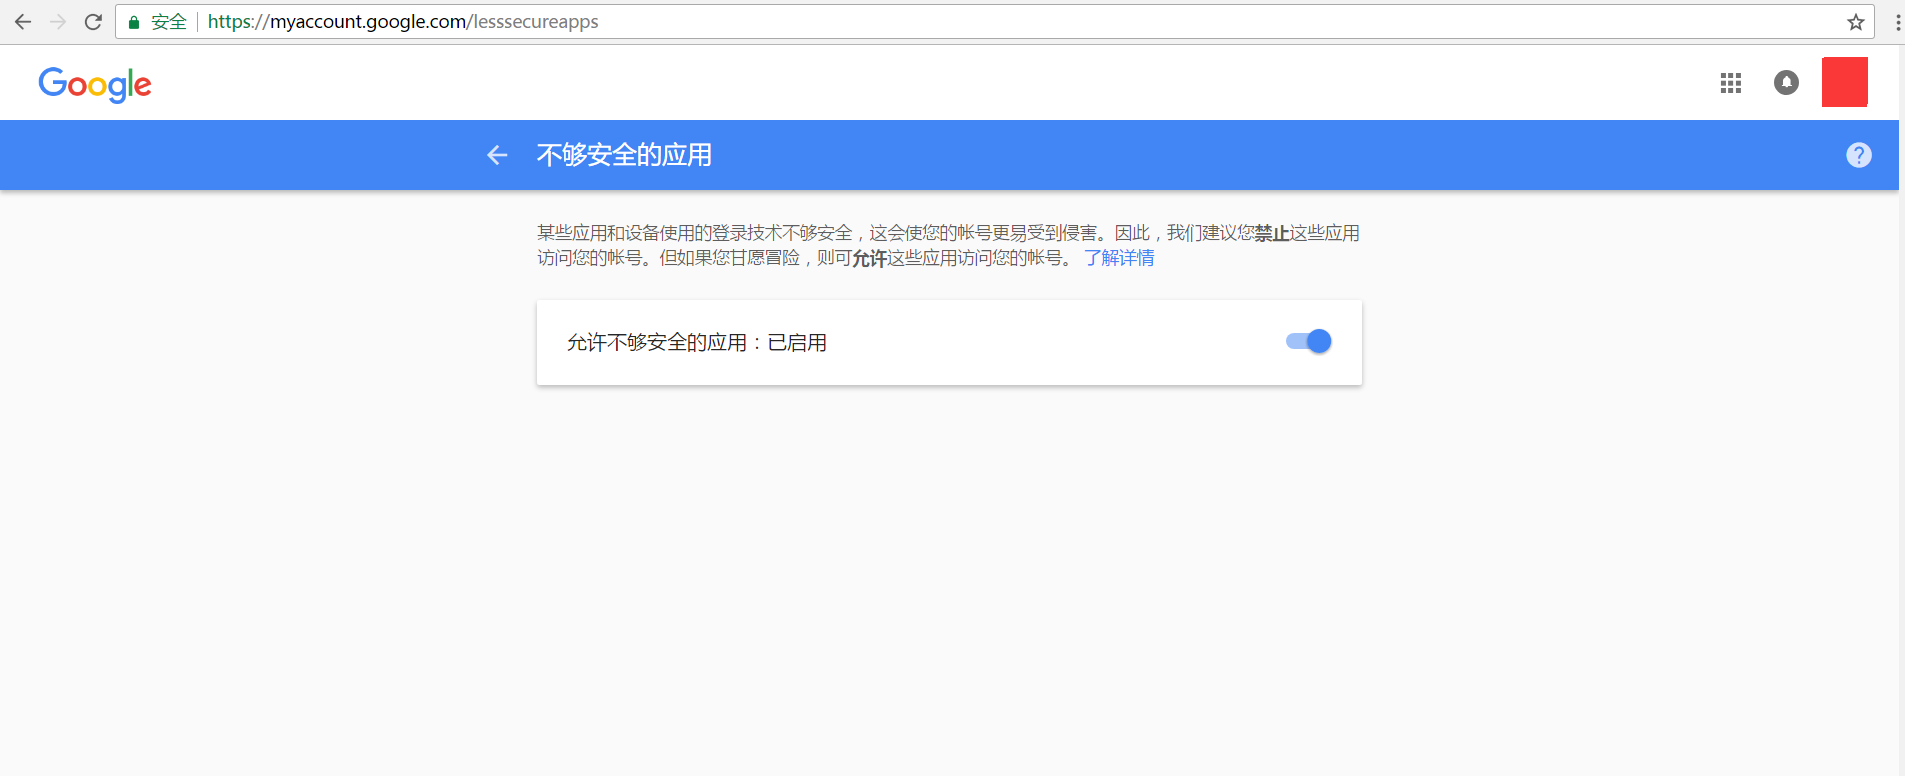 安全 https://myaccount.google.com/lesssecureapps
Google
不够安全的应用
?
某些应用和设备使用的登录技术不够安全，这会使您的帐号更易受到侵害。因此，我们建议您禁止这些应用
访问您的帐号。但如果您甘愿冒险，则可允许这些应用访问您的帐号。 了解详情
允许不够安全的应用：已启用